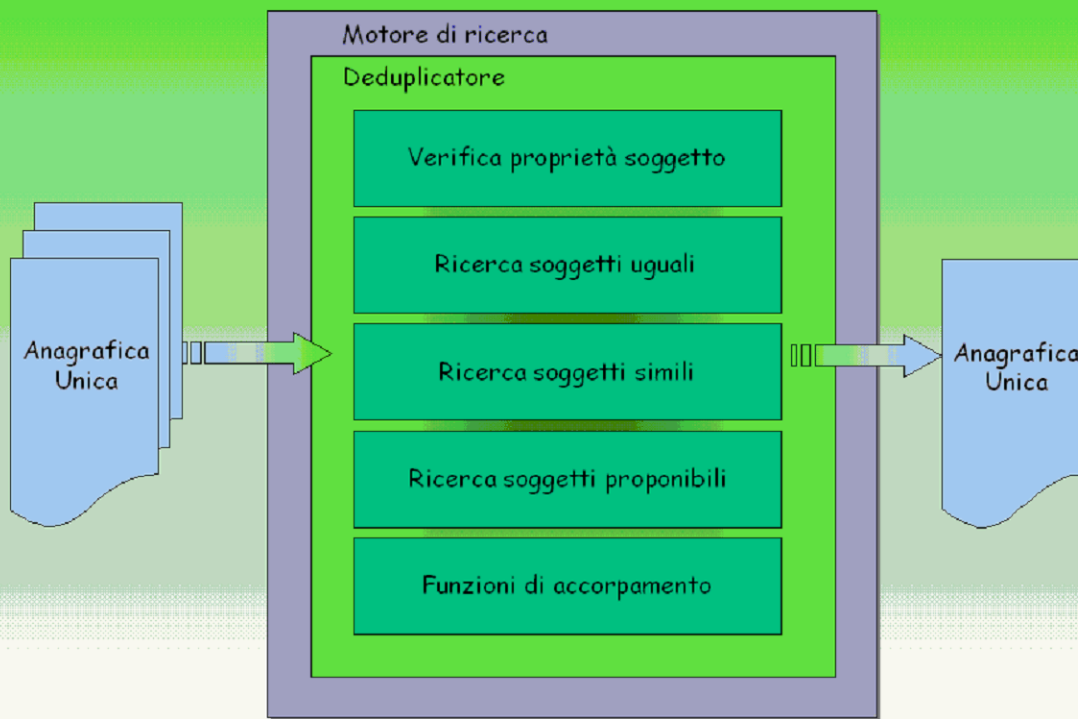 Motore di ricerca
Deduplicatore
Verifica proprietà soggetto
Ricerca soggetti uguali
Ricerca soggetti simili
Ricerca soggetti proponibili
Funzioni di accorpamento
Anagrafica
Unica
Anagrafica
Unica